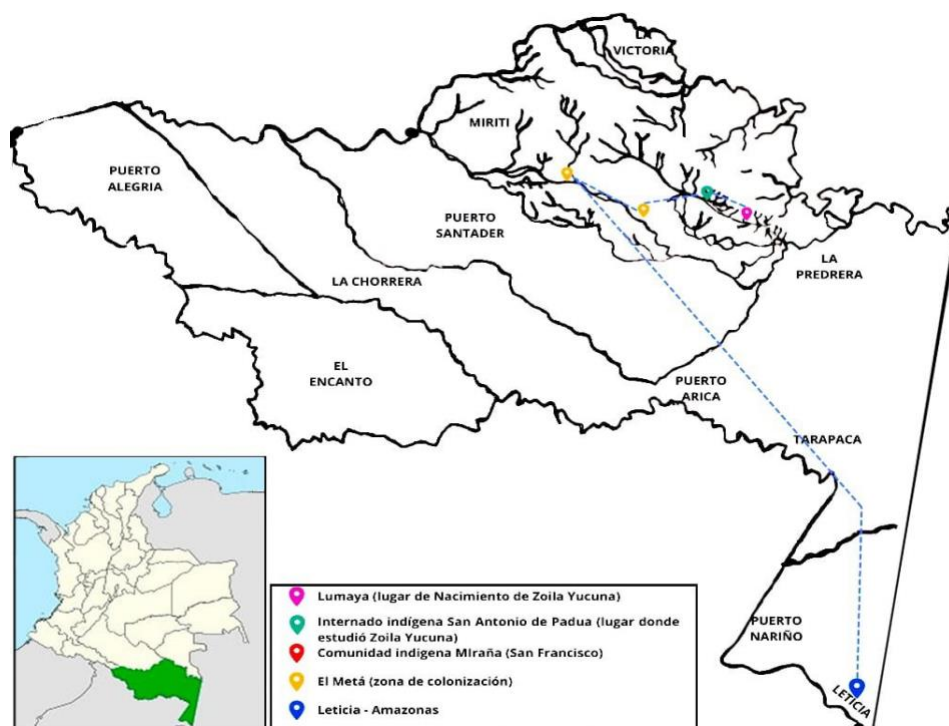 LA
VICTORIA
MIRITI
PUERTO
ALEGRIA
PUERTO
SANTADER
LA
PREDRERA
LA CHORRERA
EL
ENCANTO
PUERTO
ARICA
TARAPACA
PUERTO
NARIÑO
LETICIA
Lumaya (lugar de Nacimiento de Zoila Yucuna)
Internado indígena San Antonio de Padua (lugar donde
estudió Zoila Yucuna)
Comunidad indigena MIraña (San Francisco)
El Metá (zona de colonización)
Leticia - Amazonas